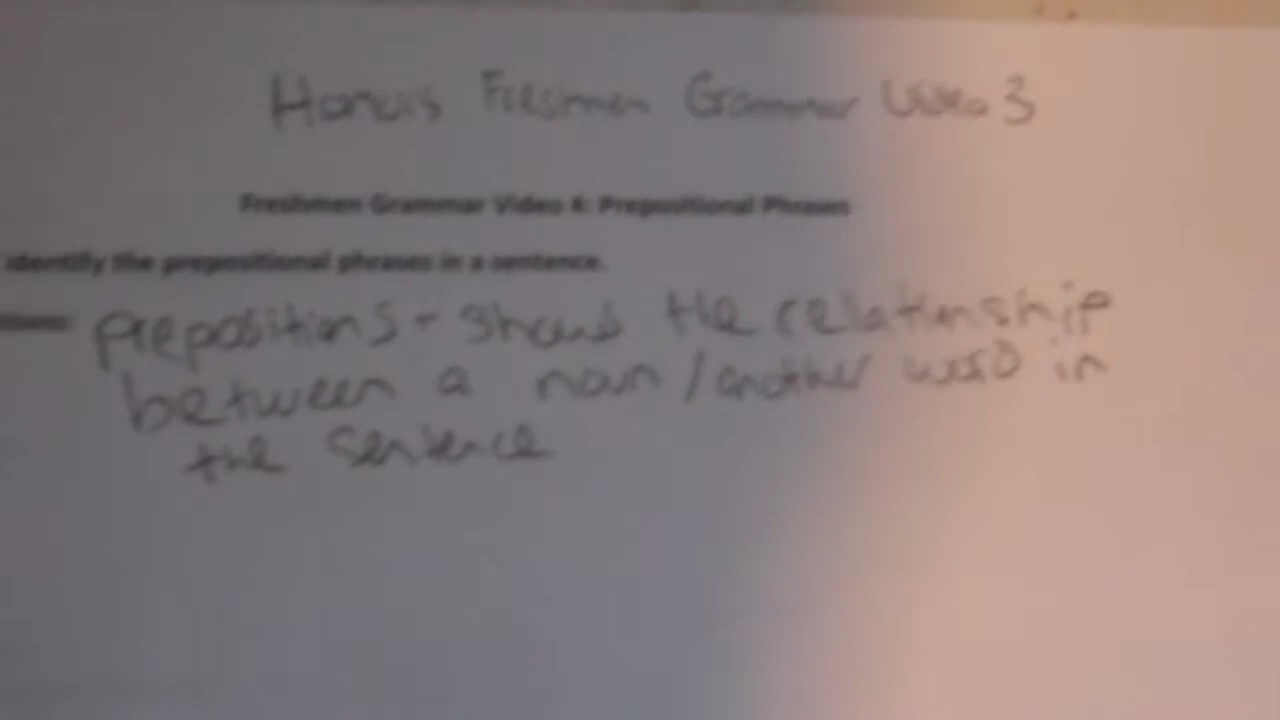 Honors Freshmen Grammar Video 3
Freshmen Grammar Video 4: Prepositional Phrases
identify the prepositional phrases in a sentence.
prepositions - shows the relationship
between a noun / another word in
the sentence